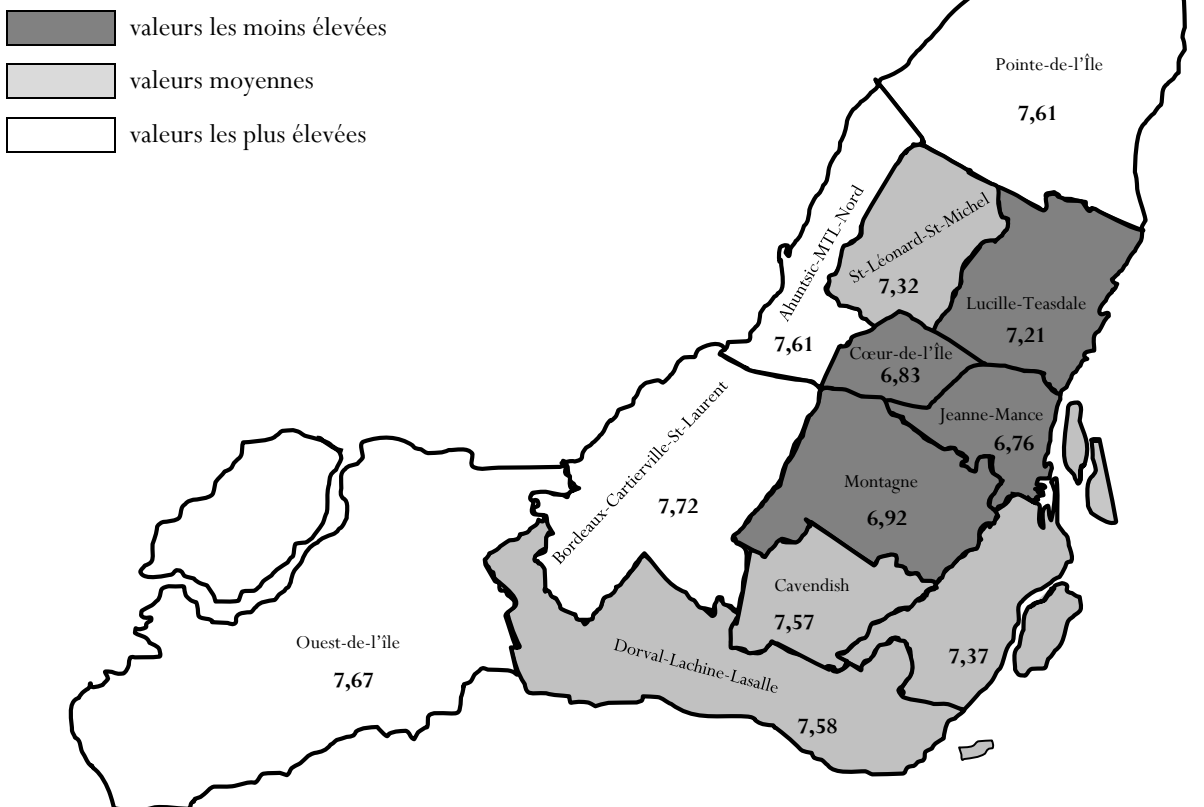 valeurs les moins élevées
valeurs moyennes
valeurs les plus élevées
Pointe-de-l'Île
7,61
Ahuntsic-MTL-Nord
7,61
St-Léonard-St-Michel
7,32
Lucille-Teasdale
7,21
Cœur-de-l'Île
6,83
Jeanne-Mance
6,76
Bordeaux-Cartierville-St-Laurent
7,72
Montagne
6,92
Cavendish
7,57
Ouest-de-l'île
7,67
Dorval-Lachine-Lasalle
7,58
7,37